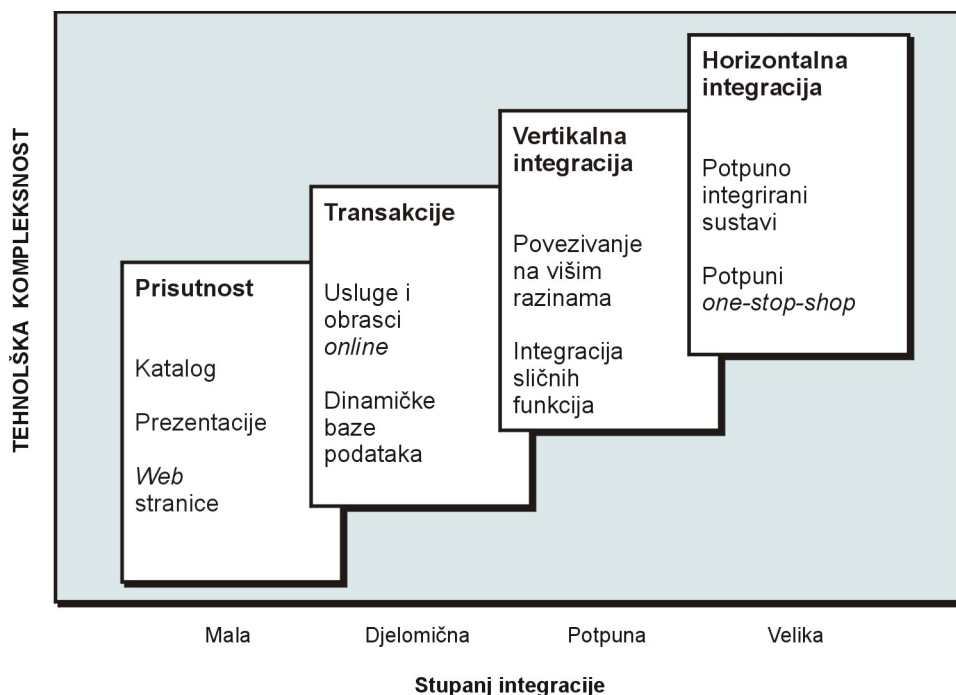 TEHNOLŠKA KOMPLEKSNOST
Prisutnost
Katalog
Prezentacije
Web
stranice
Transakcije
Usluge i
obrasci
online
Dinamičke
baze
podataka
Vertikalna
integracija
Povezivanje
na višim
razinama
Integracija
sličnih
funkcija
Horizontalna
integracija
Potpuno
integrirani
sustavi
Potpuni
one-stop-shop
Mala
Djelomična
Potpuna
Velika
Stupanj integracije